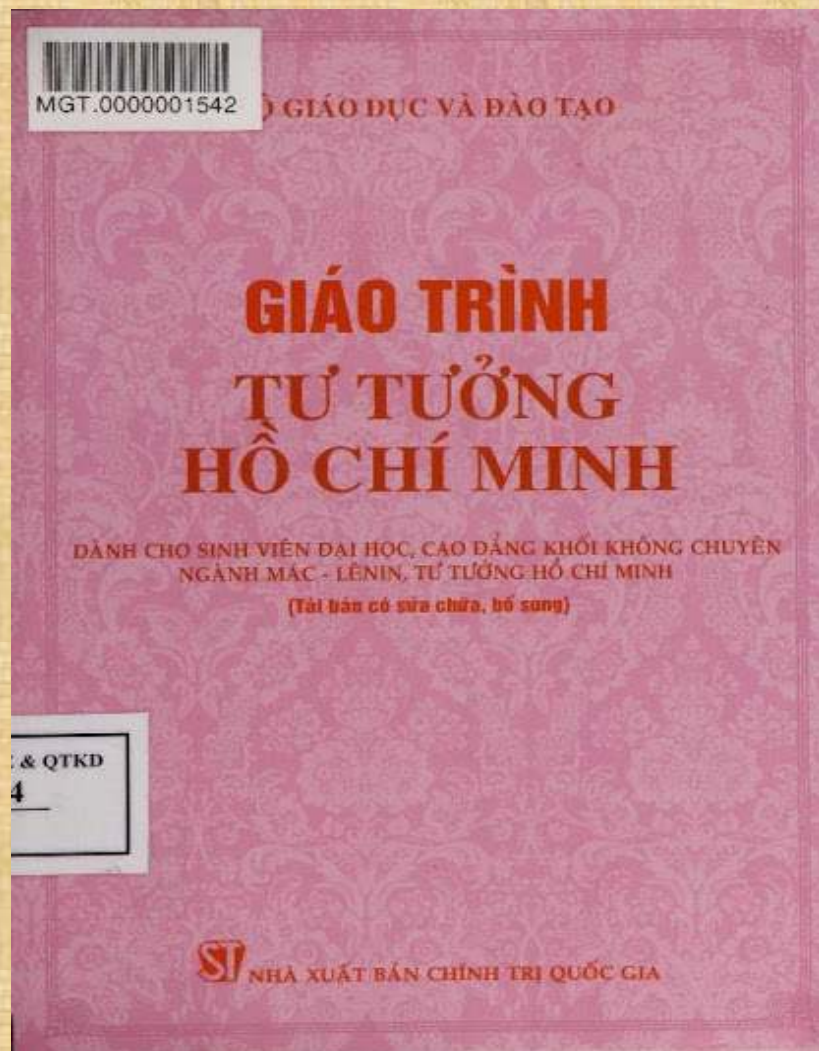 MGT.0000001542
GIÁO DỤC VÀ ĐÀO TẠO
GIÁO TRÌNH
TƯ TƯỞNG
HỒ CHÍ MINH
DÀNH CHO SINH VIÊN ĐẠI HỌC, CAO ĐẲNG KHỐI KHÔNG CHUYÊN
NGÀNH MÁC - LÊNIN, TƯ TƯỞNG HỒ CHÍ MINH
(Tái bản có sửa chữa, bổ sung)
& QTKD
4
ST NHÀ XUẤT BẢN CHÍNH TRỊ QUỐC GIA